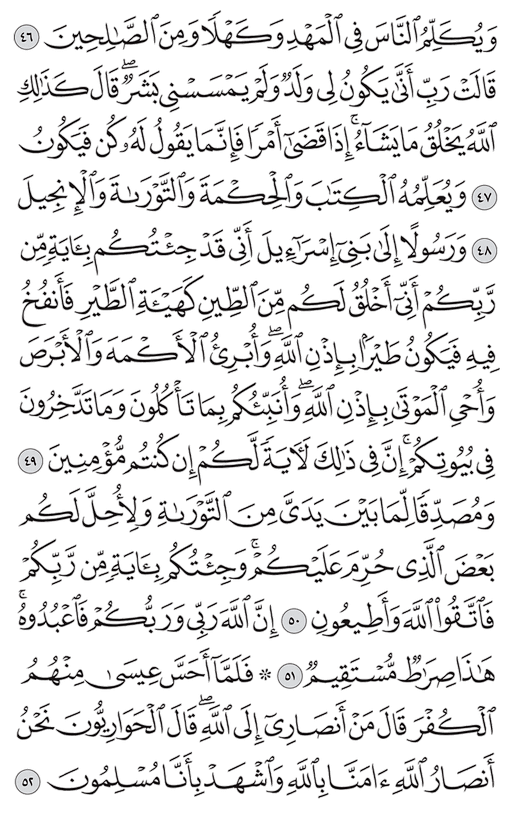 وَيُكَلِّمُ ٱلنَّاسَ فِي ٱلْمَهْدِ وَكَهْلًا وَمِنَ ٱلصَّٰلِحِينَ ٤٦
قَالَتْ رَبِّ أَنَّىٰ يَكُونُ لِي وَلَدٌ وَلَمْ يَمْسَسْنِي بَشَرٌۖ قَالَ كَذَٰلِكِ
ٱللَّهُ يَخْلُقُ مَا يَشَآءُۚ إِذَا قَضَىٰٓ أَمْرًا فَإِنَّمَا يَقُولُ لَهُۥ كُن فَيَكُونُ
٤٧ وَيُعَلِّمُهُ ٱلْكِتَٰبَ وَٱلْحِكْمَةَ وَٱلتَّوْرَىٰةَ وَٱلْإِنجِيلَ
٤٨ وَرَسُولًا إِلَىٰ بَنِيٓ إِسْرَٰٓءِيلَ أَنِّي قَدْ جِئْتُكُم بِـَٔايَةٍ مِّن
رَّبِّكُمْ أَنِّيٓ أَخْلُقُ لَكُم مِّنَ ٱلطِّينِ كَهَيْـَٔةِ ٱلطَّيْرِ فَأَنفُخُ
فِيهِ فَيَكُونُ طَيْرًۢا بِإِذْنِ ٱللَّهِۖ وَأُبْرِئُ ٱلْأَكْمَهَ وَٱلْأَبْرَصَ
وَأُحْيِ ٱلْمَوْتَىٰ بِإِذْنِ ٱللَّهِۖ وَأُنَبِّئُكُم بِمَا تَأْكُلُونَ وَمَا تَدَّخِرُونَ
فِي بُيُوتِكُمْۚ إِنَّ فِي ذَٰلِكَ لَأٓيَةً لَّكُمْ إِن كُنتُم مُّؤْمِنِينَ ٤٩
وَمُصَدِّقًا لِّمَا بَيْنَ يَدَيَّ مِنَ ٱلتَّوْرَىٰةِ وَلِأُحِلَّ لَكُم
بَعْضَ ٱلَّذِي حُرِّمَ عَلَيْكُمْۚ وَجِئْتُكُم بِـَٔايَةٍ مِّن رَّبِّكُمْ
فَٱتَّقُوا۟ ٱللَّهَ وَأَطِيعُونِ ٥٠ إِنَّ ٱللَّهَ رَبِّي وَرَبُّكُمْ فَٱعْبُدُوهُۚ
هَٰذَا صِرَٰطٌ مُّسْتَقِيمٌ ٥١ ۞ فَلَمَّآ أَحَسَّ عِيسَىٰ مِنْهُمُ
ٱلْكُفْرَ قَالَ مَنْ أَنصَارِيٓ إِلَى ٱللَّهِۖ قَالَ ٱلْحَوَارِيُّونَ نَحْنُ
أَنصَارُ ٱللَّهِ ءَامَنَّا بِٱللَّهِ وَٱشْهَدْ بِأَنَّا مُسْلِمُونَ ٥٢